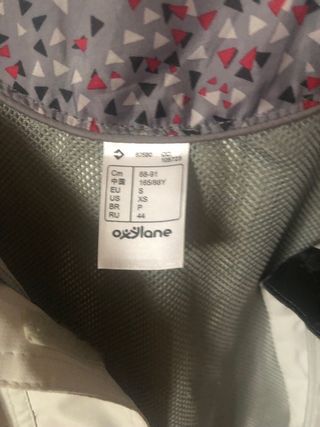 Cm 88-91
中国 165/88Y
EU S
US XS
BR P
RU 44
oxylane